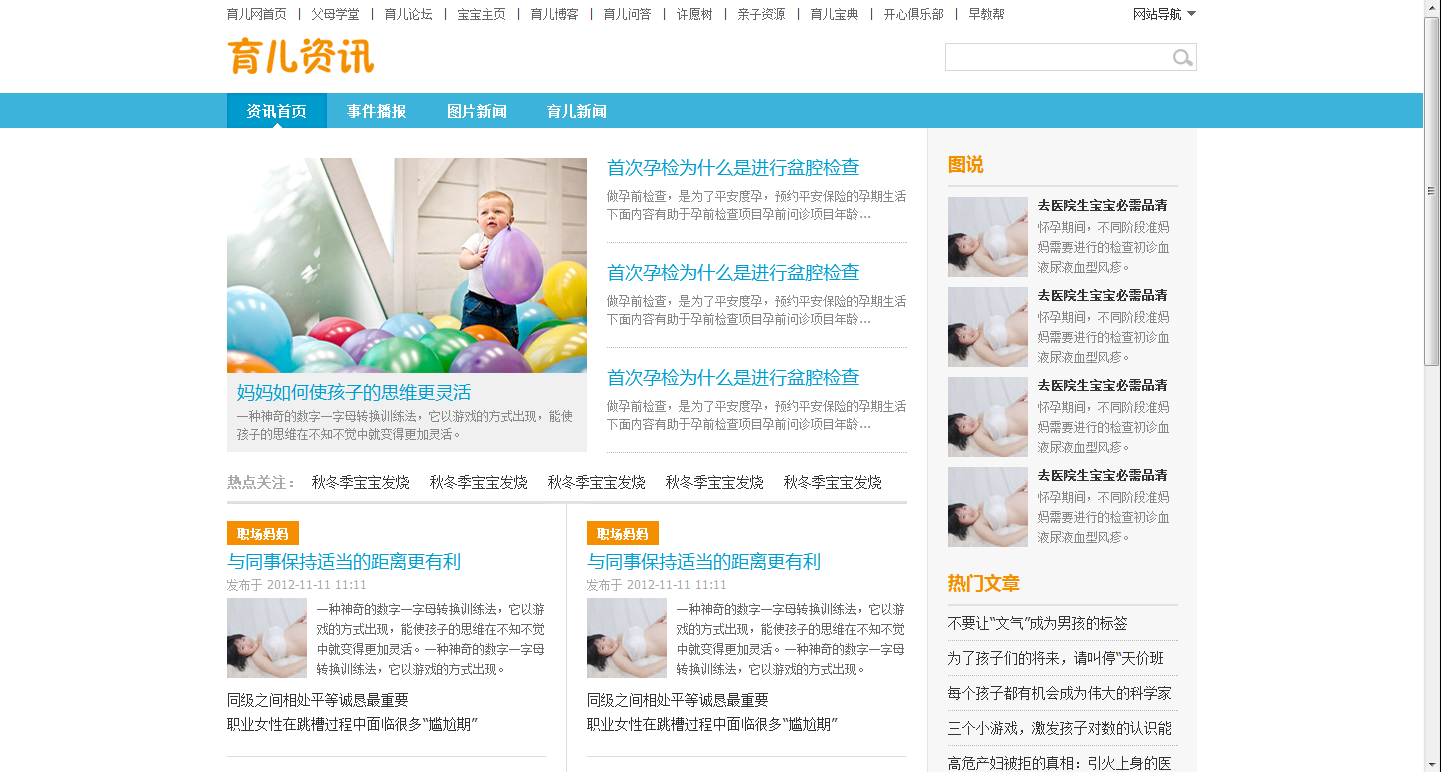 育儿网首页 | 父母学堂 | 育儿论坛 | 宝宝主页 | 育儿博客 | 育儿问答 | 许愿树 | 亲子资源 | 育儿宝典 | 开心俱乐部 | 早教帮 网站导航
育儿资讯
资讯首页 事件播报 图片新闻 育儿新闻
妈妈如何使孩子的思维更灵活
一种神奇的数字一字母转换训练法，它以游戏的方式出现，能使
孩子的思维在不知不觉中就变得更加灵活。
首次孕检为什么是进行盆腔检查
做孕前检查，是为了平安度孕，预约平安保险的孕期生活
下面内容有助于孕前检查项目孕前问诊项目年龄...
首次孕检为什么是进行盆腔检查
做孕前检查，是为了平安度孕，预约平安保险的孕期生活
下面内容有助于孕前检查项目孕前问诊项目年龄...
首次孕检为什么是进行盆腔检查
做孕前检查，是为了平安度孕，预约平安保险的孕期生活
下面内容有助于孕前检查项目孕前问诊项目年龄...
热点关注： 秋冬季宝宝发烧 秋冬季宝宝发烧 秋冬季宝宝发烧 秋冬季宝宝发烧 秋冬季宝宝发烧
职场妈妈
与同事保持适当的距离更有利
发布于 2012-11-11 11:11
一种神奇的数字一字母转换训练法，它以游
戏的方式出现，能使孩子的思维在不知不觉
中就变得更加灵活。一种神奇的数字一字母
转换训练法，它以游戏的方式出现。
同级之间相处平等诚恳最重要
职业女性在跳槽过程中面临很多“尴尬期”
职场妈妈
与同事保持适当的距离更有利
发布于 2012-11-11 11:11
一种神奇的数字一字母转换训练法，它以游
戏的方式出现，能使孩子的思维在不知不觉
中就变得更加灵活。一种神奇的数字一字母
转换训练法，它以游戏的方式出现。
同级之间相处平等诚恳最重要
职业女性在跳槽过程中面临很多“尴尬期”
图说
去医院生宝宝必需品清
怀孕期间，不同阶段准妈
妈需要进行的检查初诊血
液尿液血型风疹。
去医院生宝宝必需品清
怀孕期间，不同阶段准妈
妈需要进行的检查初诊血
液尿液血型风疹。
去医院生宝宝必需品清
怀孕期间，不同阶段准妈
妈需要进行的检查初诊血
液尿液血型风疹。
去医院生宝宝必需品清
怀孕期间，不同阶段准妈
妈需要进行的检查初诊血
液尿液血型风疹。
热门文章
不要让“文气”成为男孩的标签
为了孩子们的将来，请叫停“天价班
每个孩子都有机会成为伟大的科学家
三个小游戏，激发孩子对数的认识能
高危产妇被拒的真相：引火上身的医